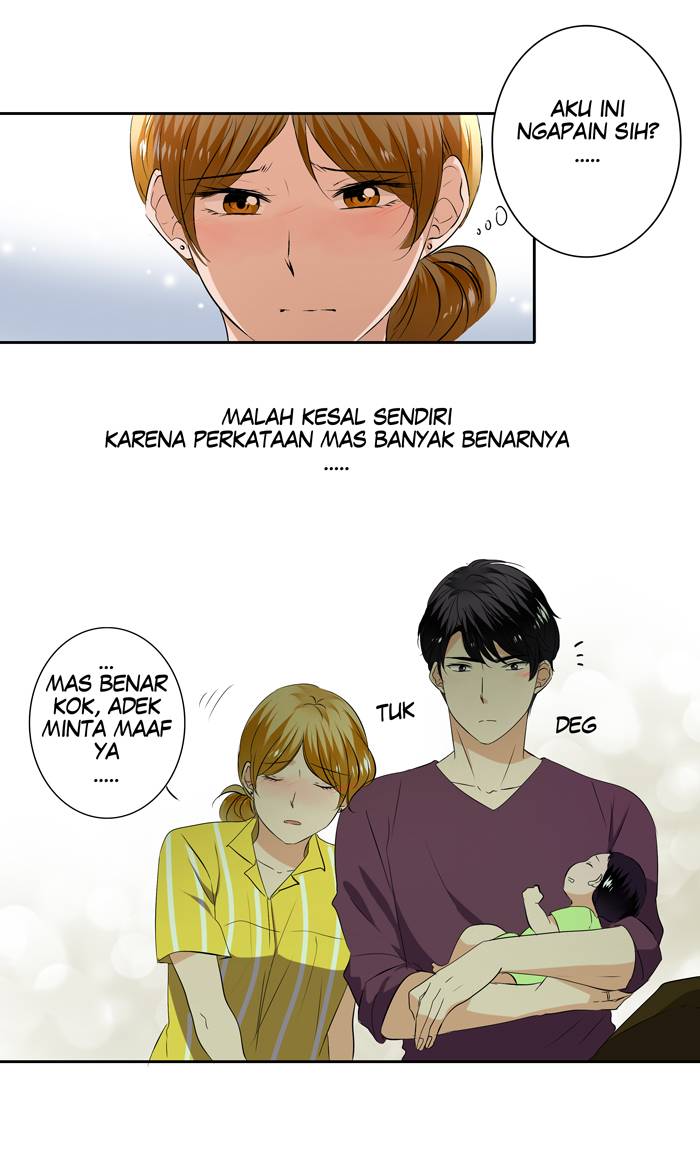 AKU INI
NGAPAIN SIH?
.....
MALAH KESAL SENDIRI
KARENA PERKATAAN MAS BANYAK BENARNYA
.....
...
MAS BENAR
KOK, ADEK
MINTA MAAF
YA
.....
TUK
DEG